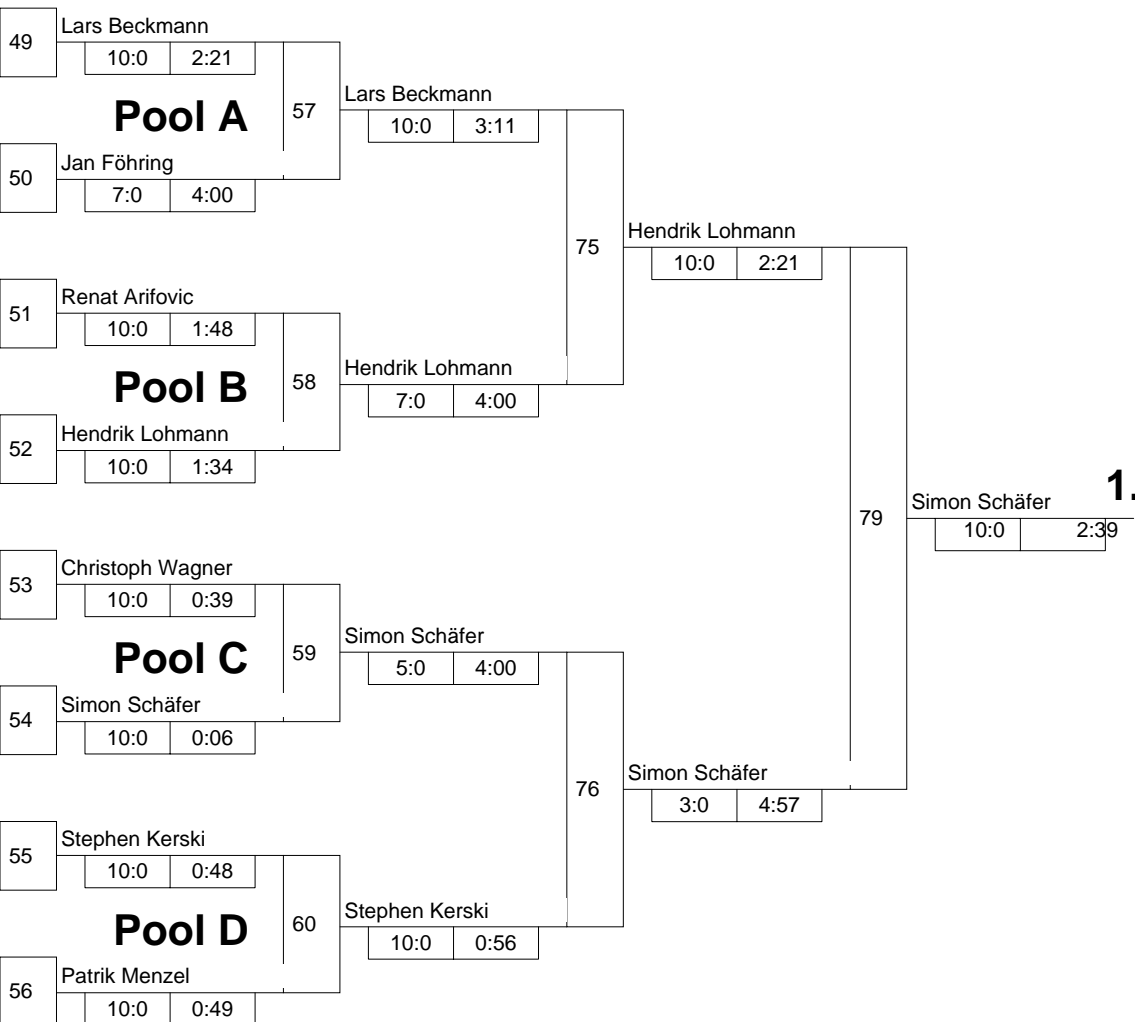 49
Lars Beckmann
10:0 2:21
Pool A
57
Lars Beckmann
10:0 3:11
50
Jan Föhring
7:0 4:00
75
Hendrik Lohmann
10:0 2:21
51
Renat Arifovic
10:0 1:48
Pool B
58
Hendrik Lohmann
7:0 4:00
52
Hendrik Lohmann
10:0 1:34
79
Simon Schäfer
1.
10:0 2:39
53
Christoph Wagner
10:0 0:39
Pool C
59
Simon Schäfer
5:0 4:00
54
Simon Schäfer
10:0 0:06
76
Simon Schäfer
3:0 4:57
55
Stephen Kerski
10:0 0:48
Pool D
60
Stephen Kerski
10:0 0:56
56
Patrik Menzel
10:0 0:49